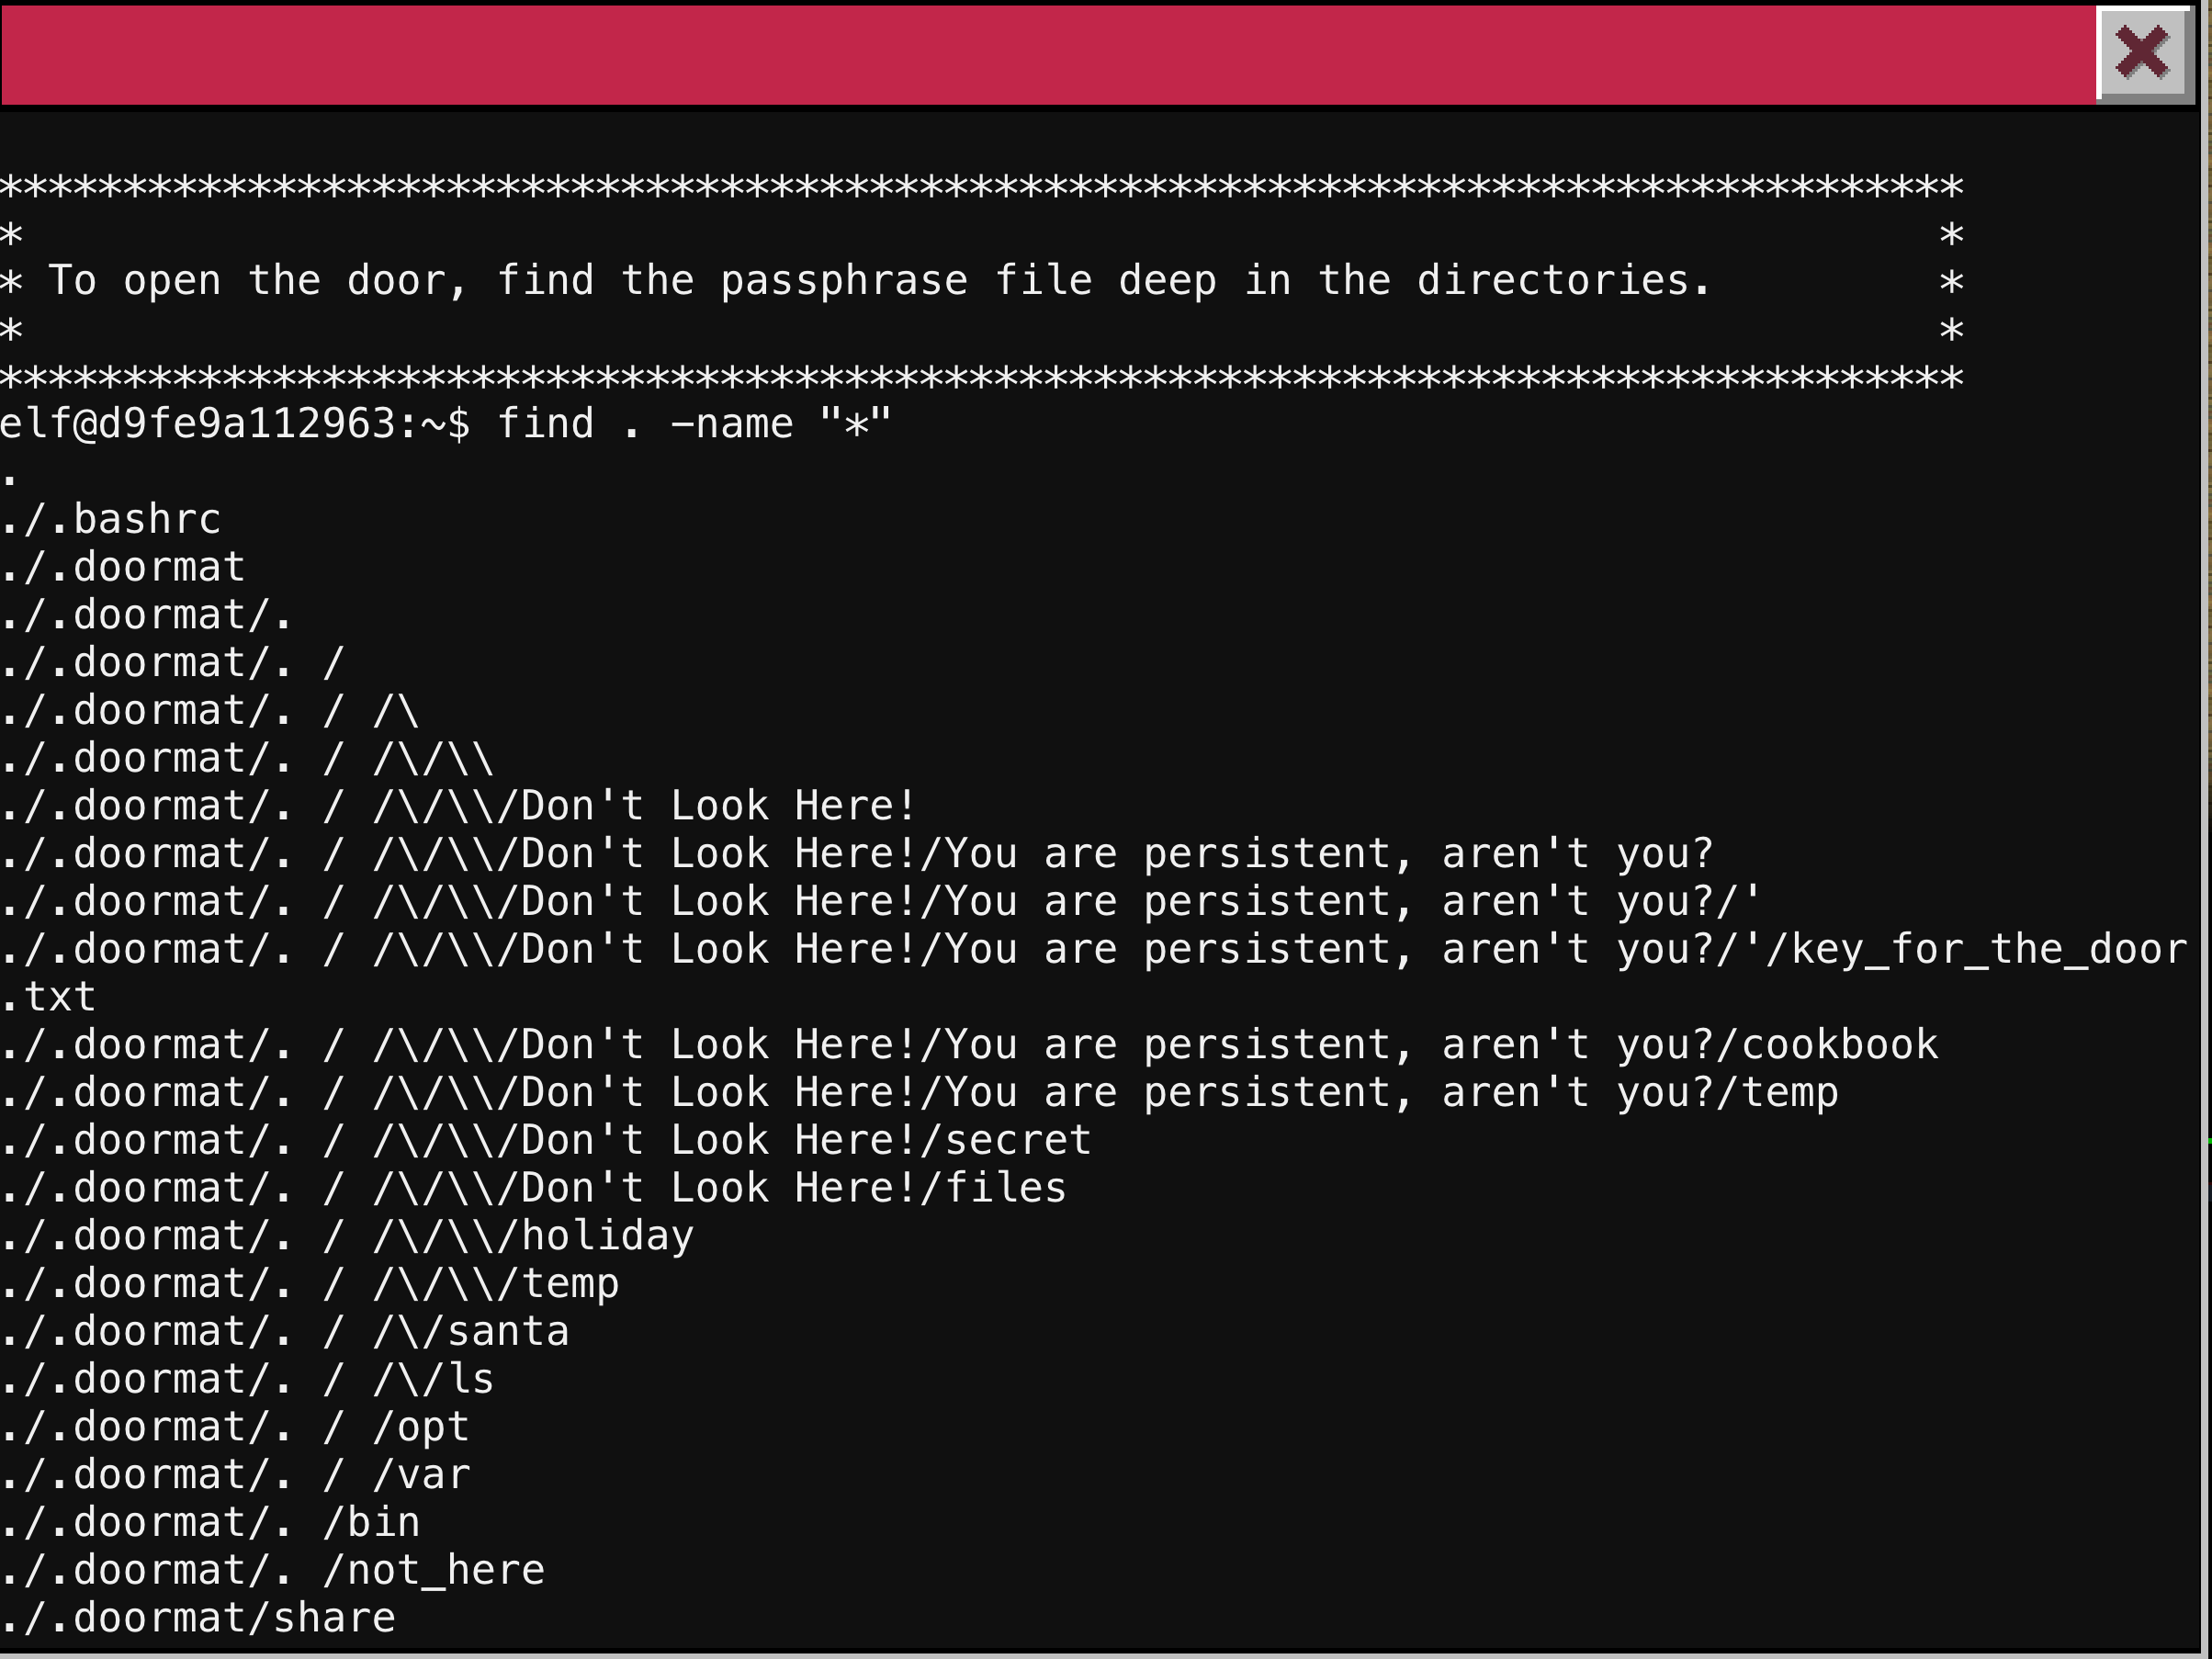 *******************************************************************************
*                                                                             *
* To open the door, find the passphrase file deep in the directories.         *
*                                                                             *
*******************************************************************************
elf@d9fe9a112963:~$ find . -name "*"
.
./.bashrc
./.doormat
./.doormat/. 
./.doormat/. / 
./.doormat/. / /\
./.doormat/. / /\/\\
./.doormat/. / /\/\\/Don't Look Here!
./.doormat/. / /\/\\/Don't Look Here!/You are persistent, aren't you?
./.doormat/. / /\/\\/Don't Look Here!/You are persistent, aren't you?/'
./.doormat/. / /\/\\/Don't Look Here!/You are persistent, aren't you?/'/key_for_the_door
.txt
./.doormat/. / /\/\\/Don't Look Here!/You are persistent, aren't you?/cookbook
./.doormat/. / /\/\\/Don't Look Here!/You are persistent, aren't you?/temp
./.doormat/. / /\/\\/Don't Look Here!/secret
./.doormat/. / /\/\\/Don't Look Here!/files
./.doormat/. / /\/\\/holiday
./.doormat/. / /\/\\/temp
./.doormat/. / /\/santa
./.doormat/. / /\/ls
./.doormat/. / /opt
./.doormat/. / /var
./.doormat/. /bin
./.doormat/. /not_here
./.doormat/share